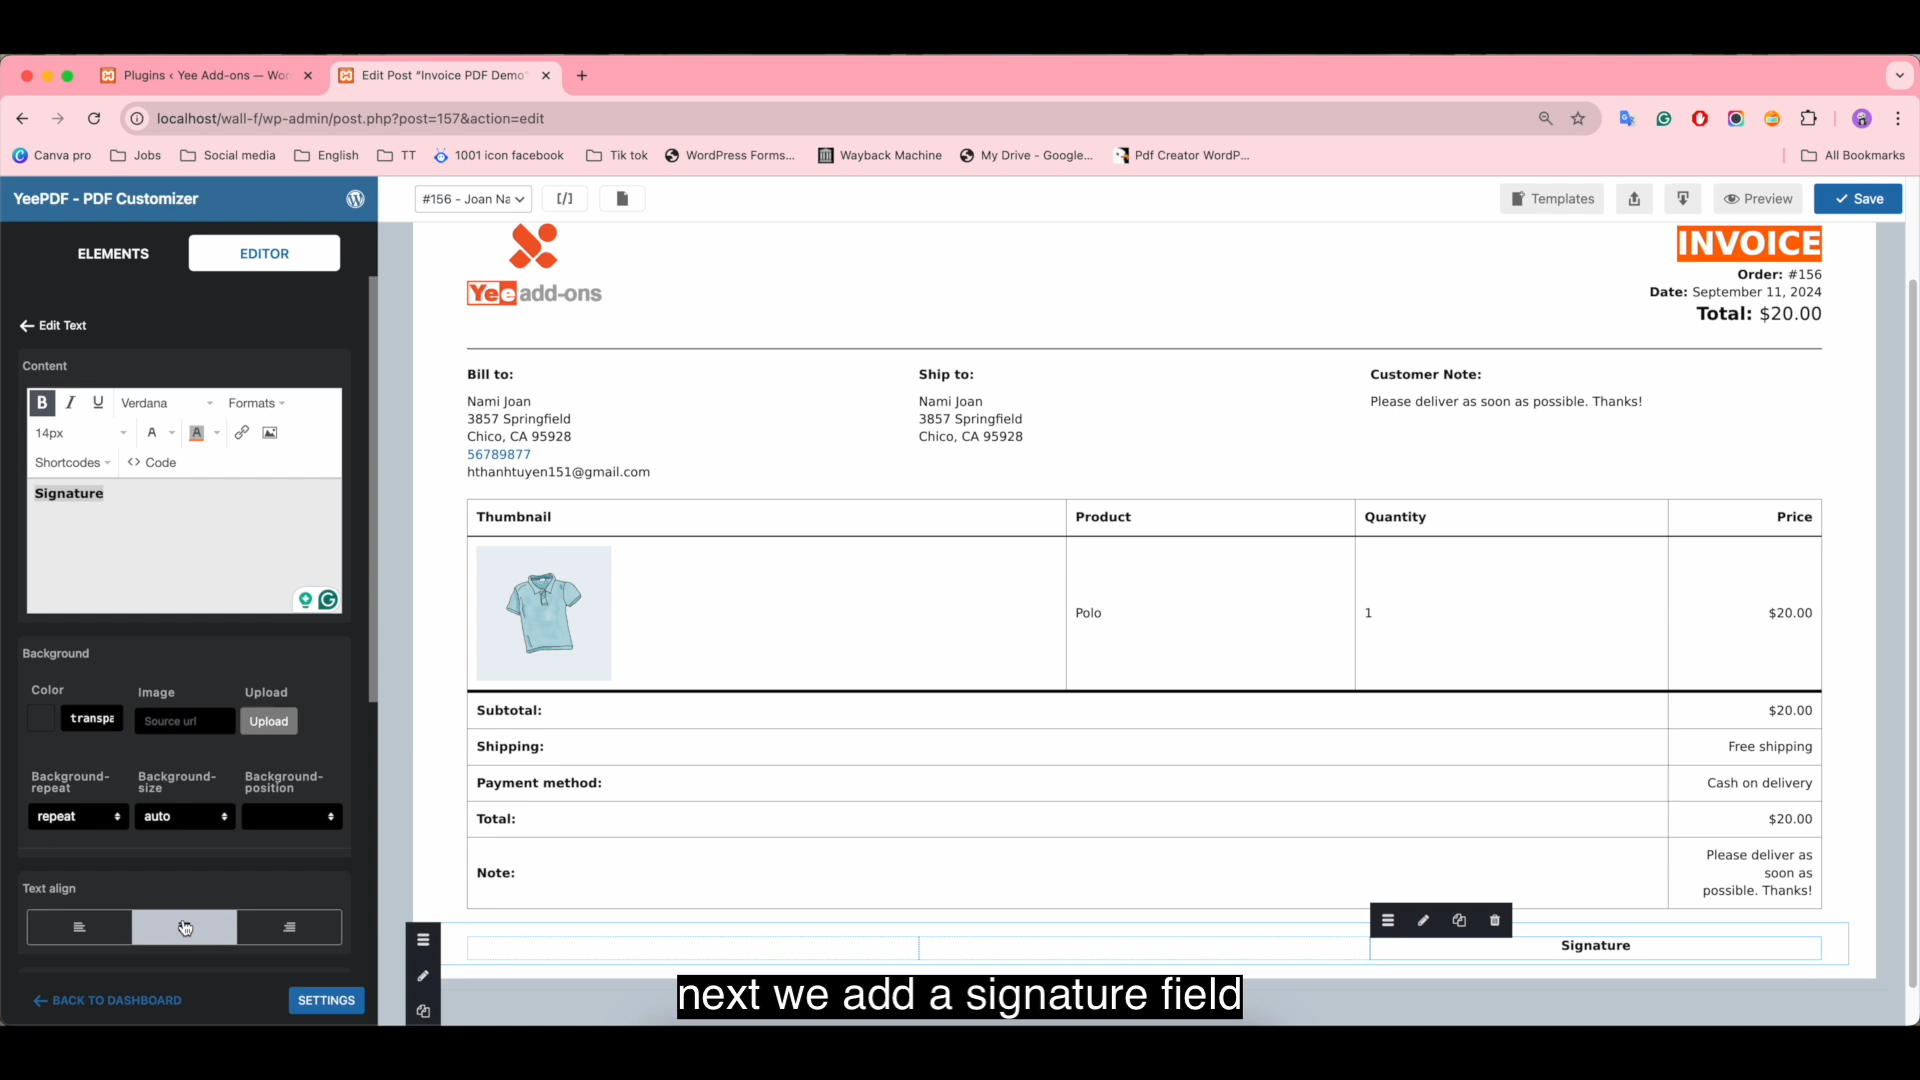 Plugins ‹ Yee Add-ons — Wor
Edit Post “Invoice PDF Demo”
localhost/wall-f/wp-admin/post.php?post=157&action=edit
Canva pro
Jobs
Social media
English
TT
1001 icon facebook
Tik tok
WordPress Forms...
Wayback Machine
My Drive - Google...
Pdf Creator WordP...
All Bookmarks
YeePDF - PDF Customizer
#156 - Joan Na
[/]
Templates
Preview
Save
ELEMENTS
EDITOR
Edit Text
Content
B I U Verdana Formats
14px A A
Shortcodes <> Code
Signature
Background
Color
Image
Upload
transpa
Source url
Upload
Background-repeat
Background-size
Background-position
repeat
auto
Text align
BACK TO DASHBOARD
SETTINGS
Yee add-ons
INVOICE
Order: #156
Date: September 11, 2024
Total: $20.00
Bill to:
Nami Joan
3857 Springfield
Chico, CA 95928
56789877
hthanhtuyen151@gmail.com
Ship to:
Nami Joan
3857 Springfield
Chico, CA 95928
Customer Note:
Please deliver as soon as possible. Thanks!
Thumbnail Product Quantity Price
Polo 1 $20.00
Subtotal: $20.00
Shipping: Free shipping
Payment method: Cash on delivery
Total: $20.00
Note:
Please deliver as
soon as
possible. Thanks!
Signature
next we add a signature field